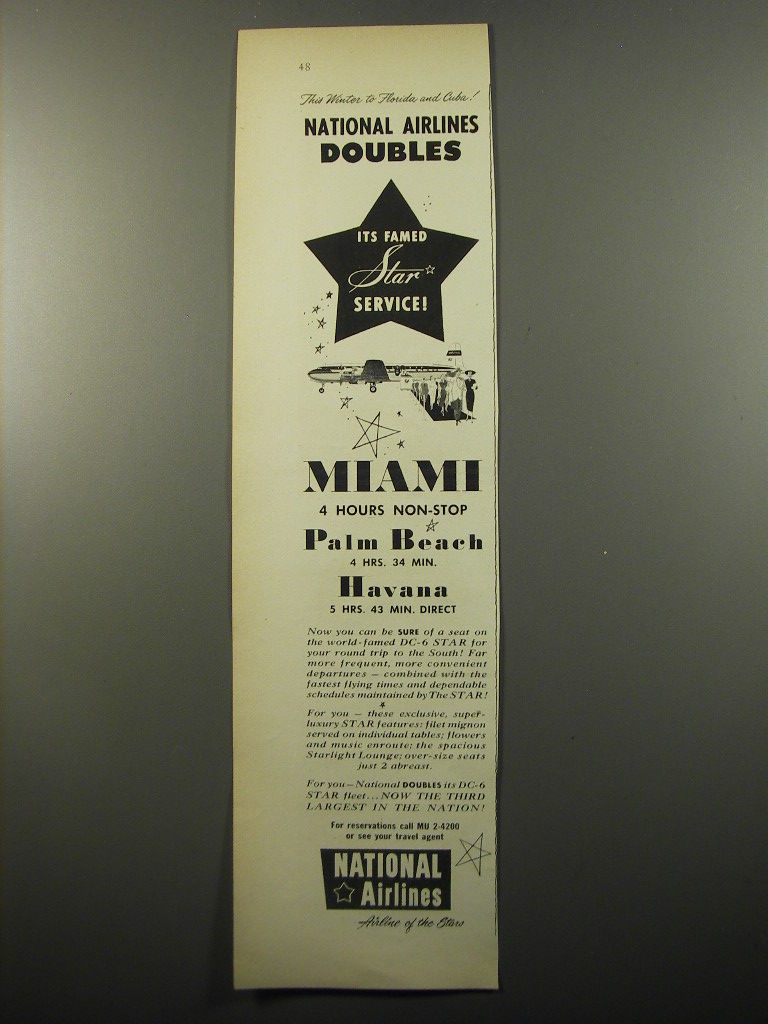 48
This Winter to Florida and Cuba!
NATIONAL AIRLINES
DOUBLES
ITS FAMED
Star
SERVICE!
MIAMI
4 HOURS NON-STOP
Palm Beach
4 HRS. 34 MIN.
Havana
5 HRS. 43 MIN. DIRECT
Now you can be SURE of a seat on
the world-famed DC-6 STAR for
your round trip to the South! Far
more frequent, more convenient
departures — combined with the
fastest flying times and dependable
schedules maintained by The STAR!
For you — these exclusive, super-
luxury STAR features: filet mignon
served on individual tables; flowers
and music enroute; the spacious
Starlight Lounge; over-size seats
just 2 abreast.
For you—National DOUBLES its DC-6
STAR fleet...NOW THE THIRD
LARGEST IN THE NATION!
For reservations call MU 2-4200
or see your travel agent
NATIONAL
Airlines
Airline of the Stars